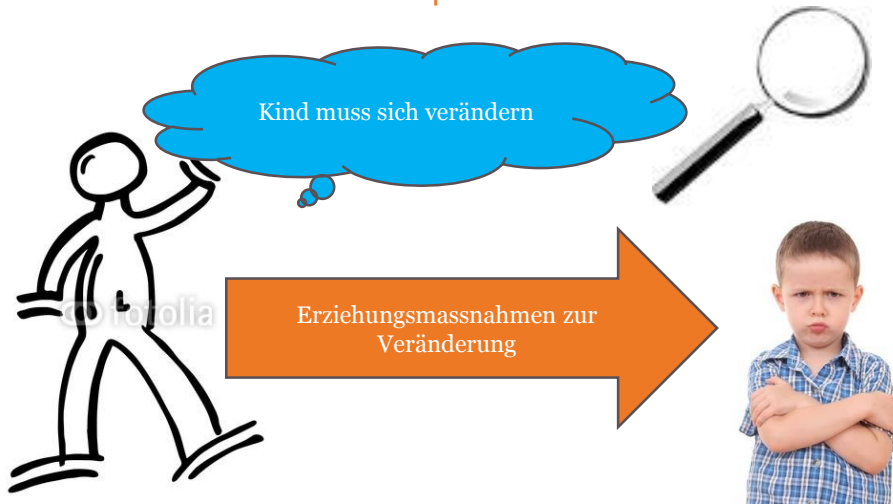 Kind muss sich verändern
fotolia
Erziehungsmassnahmen zur
Veränderung